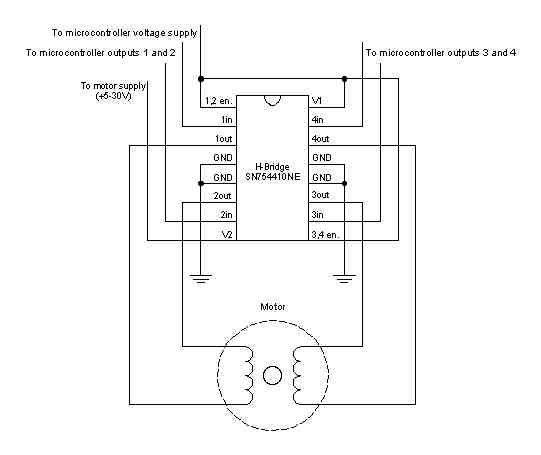 To microcontroller voltage supply
To microcontroller outputs 1 and 2
To microcontroller outputs 3 and 4
To motor supply
(+5-30V)
1,2 en.
V1
1in
4in
1out
4out
GND
GND
H-Bridge
SN754410NE
GND
GND
2out
3out
2in
3in
V2
3,4 en.
Motor